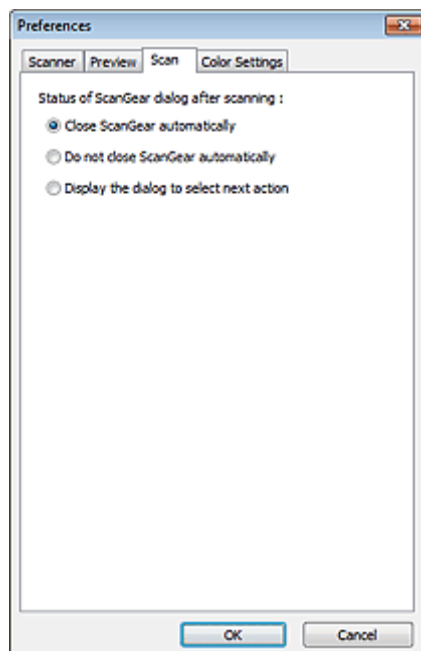 Preferences
Scanner Preview Scan Color Settings
Status of ScanGear dialog after scanning :
Close ScanGear automatically
Do not close ScanGear automatically
Display the dialog to select next action
OK Cancel